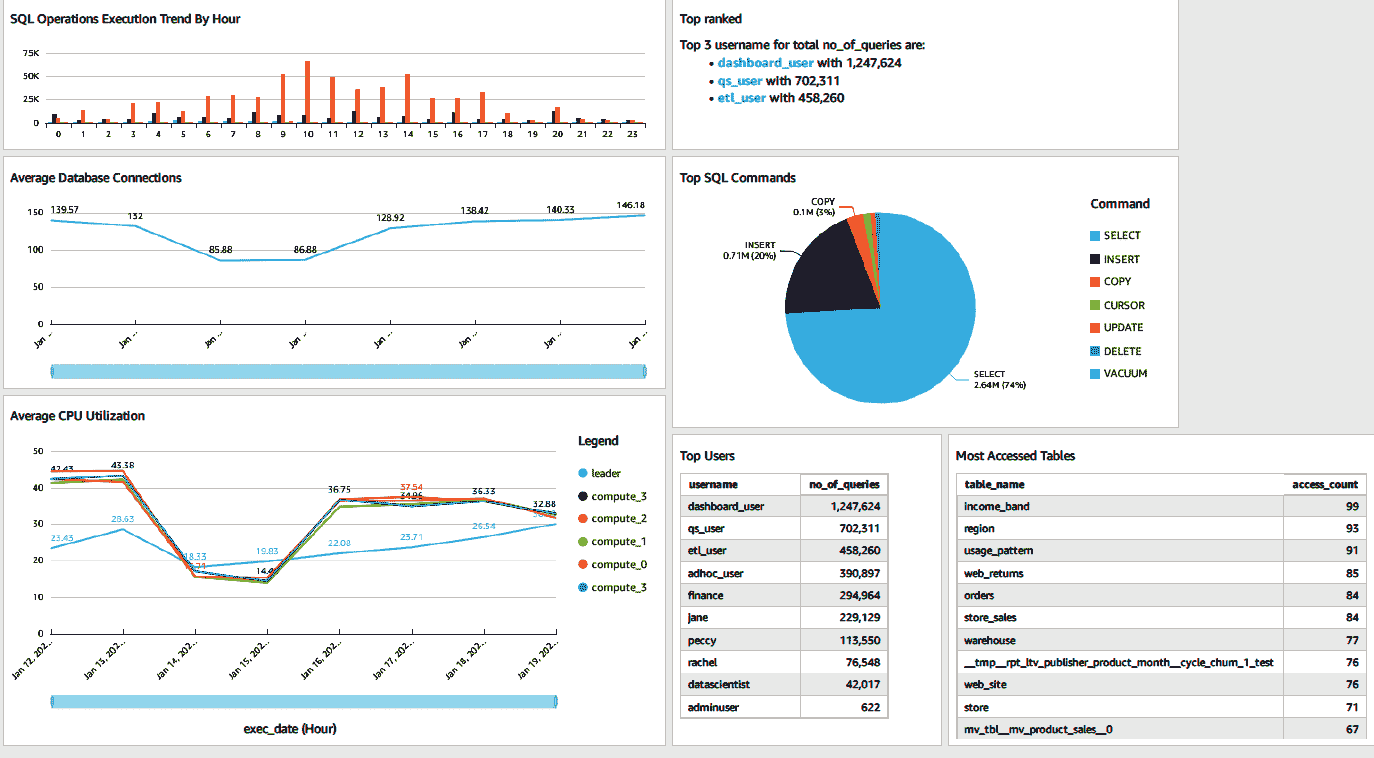 SQL Operations Execution Trend By Hour
75K
50K
25K
0
0 1 2 3 4 5 6 7 8 9 10 11 12 13 14 15 16 17 18 19 20 21 22 23
Top ranked
Top 3 username for total no_of_queries are:
• dashboard_user with 1,247,624
• qs_user with 702,311
• etl_user with 458,260
Average Database Connections
150
100
50
0
139.57 132 85.88 86.88 128.92 138.42 140.33 146.18
Jan ... Jan ... Jan ... Jan ... Jan ... Jan ... Jan ... Jan ...
Top SQL Commands
COPY
0.1M (3%)
INSERT
0.71M (20%)
SELECT
2.64M (74%)
Command
SELECT
INSERT
COPY
CURSOR
UPDATE
DELETE
VACUUM
Average CPU Utilization
50
40
30
20
10
0
42.43 43.38 36.75 37.54 36.33 32.88
23.43 28.63 18.33 19.83 22.08 23.71 26.54
Jan 12, 202... Jan 13, 202... Jan 14, 202... Jan 15, 202... Jan 16, 202... Jan 17, 202... Jan 18, 202... Jan 19, 202...
exec_date (Hour)
Legend
leader
compute_3
compute_2
compute_1
compute_0
compute_3
Top Users
username no_of_queries
dashboard_user 1,247,624
qs_user 702,311
etl_user 458,260
adhoc_user 390,897
finance 294,964
jane 229,129
peccy 113,550
rachel 76,548
datascientist 42,017
adminuser 622
Most Accessed Tables
table_name access_count
income_band 99
region 93
usage_pattern 91
web_returns 85
orders 84
store_sales 84
warehouse 77
__tmp__rpt_ltv_publisher_product_month__cycle_churn_1_test 76
web_site 76
store 71
mv_tbl__mv_product_sales__0 67